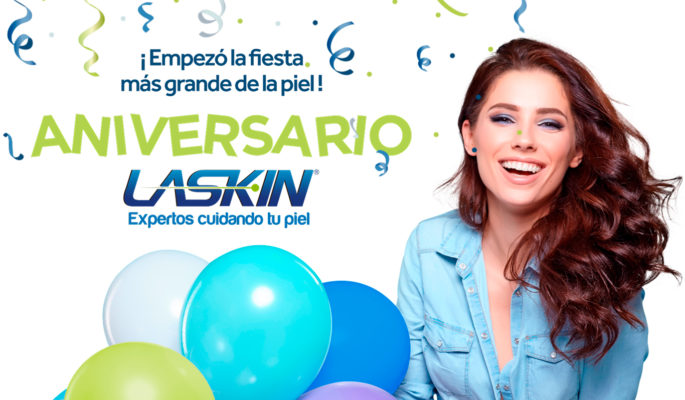 ¡Empezó la fiesta
más grande de la piel!
ANIVERSARIO
LASKIN®
Expertos cuidando tu piel